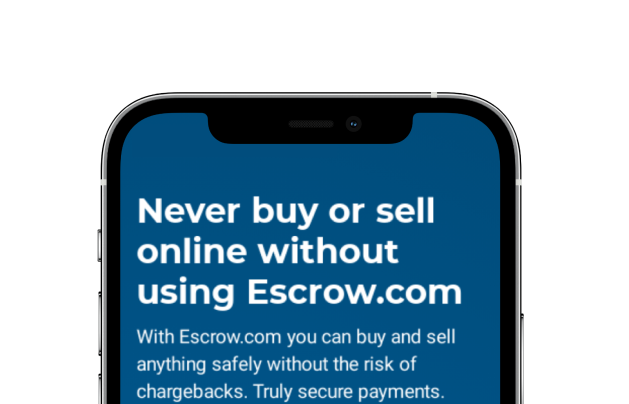 Never buy or sell
online without
using Escrow.com
With Escrow.com you can buy and sell
anything safely without the risk of
chargebacks. Truly secure payments.